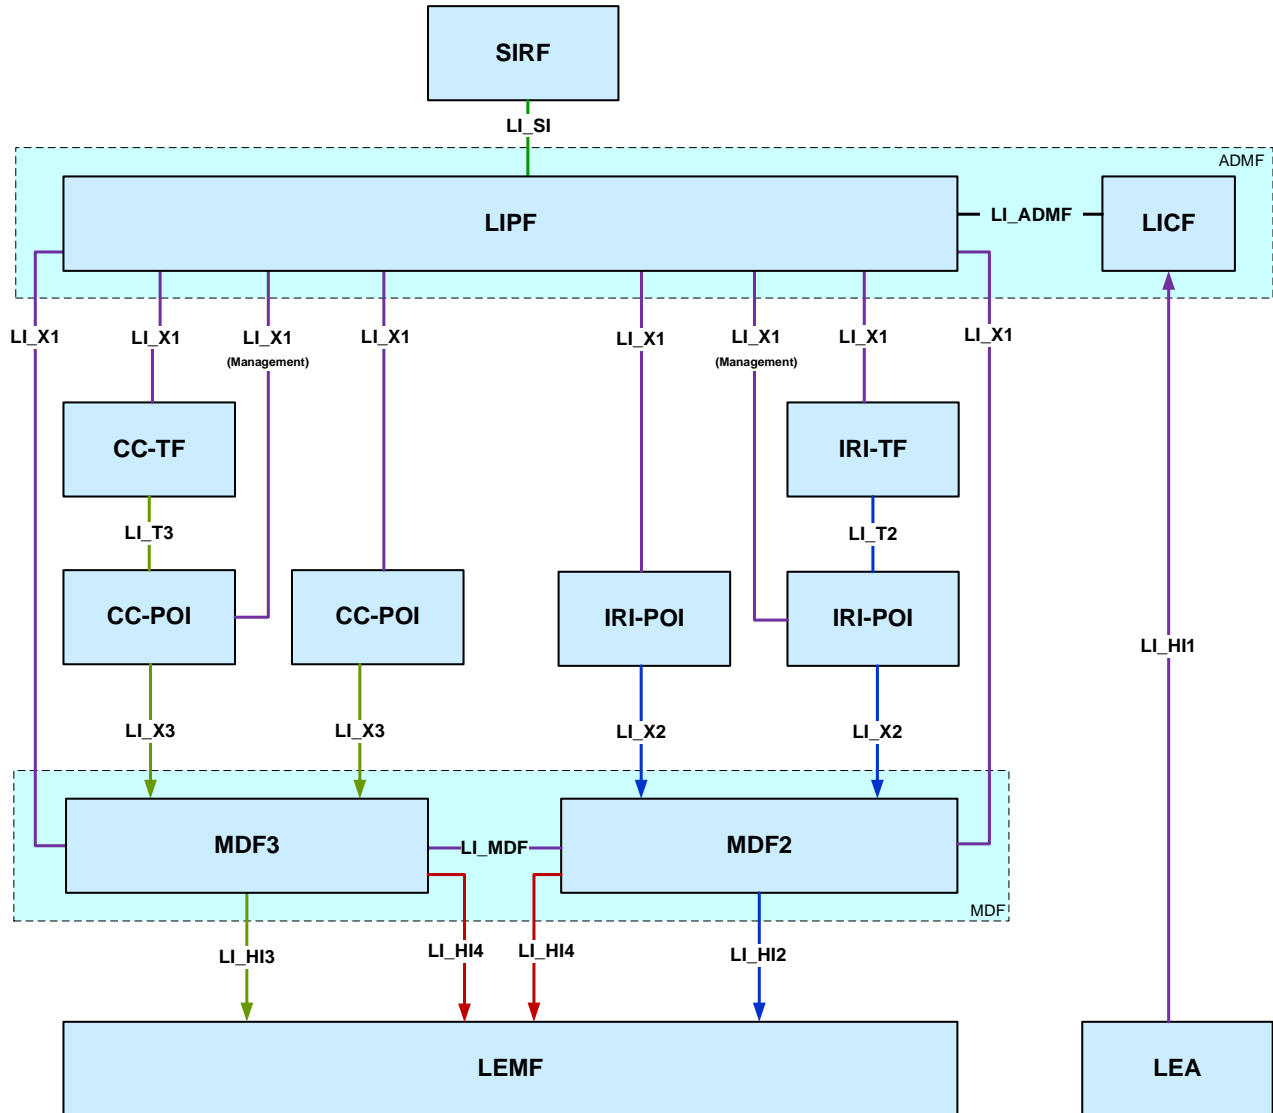 SIRF
LI_SI
ADMF
LIPF
LI_ADMF
LICF
LI_X1
LI_X1
LI_X1
(Management)
LI_X1
LI_X1
LI_X1
(Management)
LI_X1
LI_X1
CC-TF
IRI-TF
LI_T3
LI_T2
CC-POI
CC-POI
IRI-POI
IRI-POI
LI_HI1
LI_X3
LI_X3
LI_X2
LI_X2
MDF3
LI_MDF
MDF2
MDF
LI_HI3
LI_HI4
LI_HI4
LI_HI2
LEMF
LEA